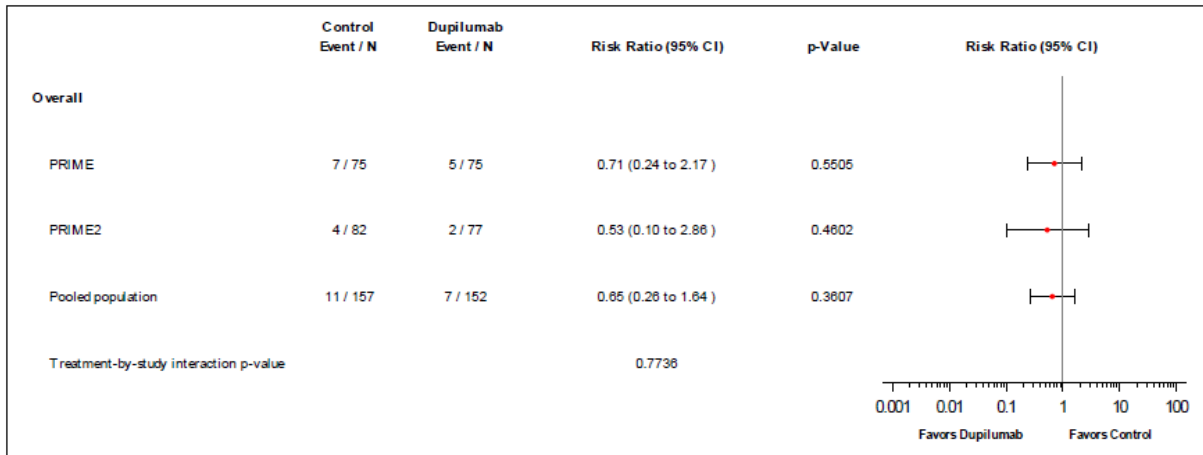 Control Dupilumab
Event / N Event / N Risk Ratio (95% CI) p-Value Risk Ratio (95% CI)
Overall
PRIME 7 / 75 5 / 75 0.71 (0.24 to 2.17 ) 0.5505
PRIME2 4 / 82 2 / 77 0.53 (0.10 to 2.86 ) 0.4602
Pooled population 11 / 157 7 / 152 0.65 (0.26 to 1.64 ) 0.3607
Treatment-by-study interaction p-value 0.7736
0.001 0.01 0.1 1 10 100
Favors Dupilumab Favors Control